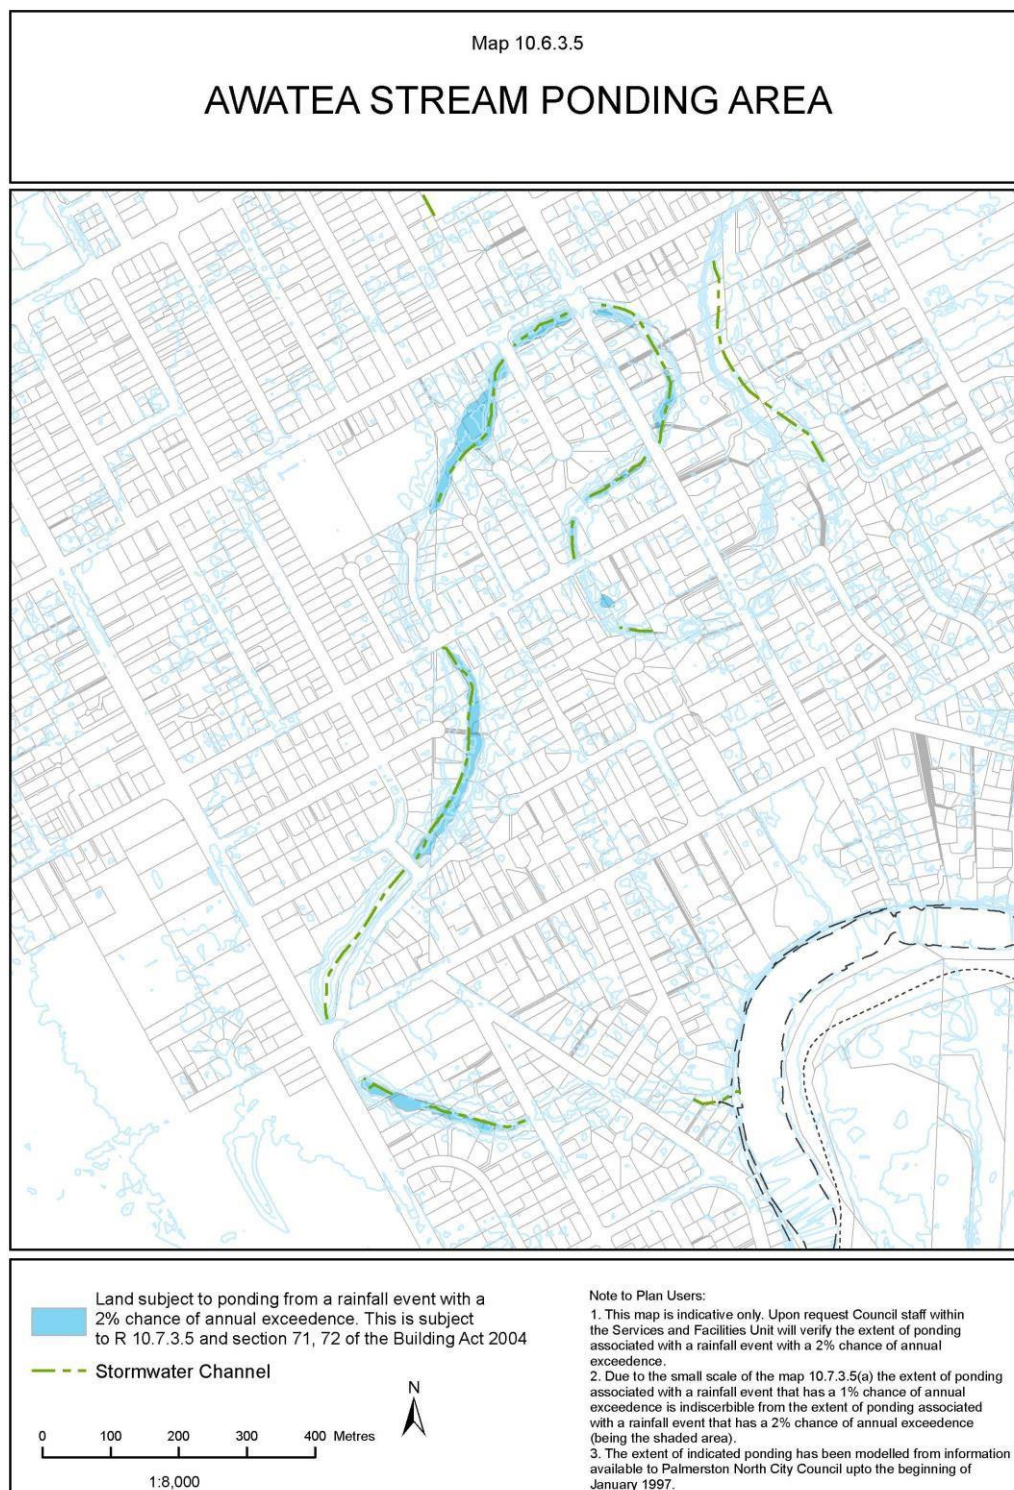 Map 10.6.3.5
AWATEA STREAM PONDING AREA
Land subject to ponding from a rainfall event with a
2% chance of annual exceedence. This is subject
to R 10.7.3.5 and section 71, 72 of the Building Act 2004
Stormwater Channel
N
0 100 200 300 400 Metres
1:8,000
Note to Plan Users:
1. This map is indicative only. Upon request Council staff within
the Services and Facilities Unit will verify the extent of ponding
associated with a rainfall event with a 2% chance of annual
exceedence.
2. Due to the small scale of the map 10.7.3.5(a) the extent of ponding
associated with a rainfall event that has a 1% chance of annual
exceedence is indiscerbible from the extent of ponding associated
with a rainfall event that has a 2% chance of annual exceedence
(being the shaded area).
3. The extent of indicated ponding has been modelled from information
available to Palmerston North City Council upto the beginning of
January 1997.